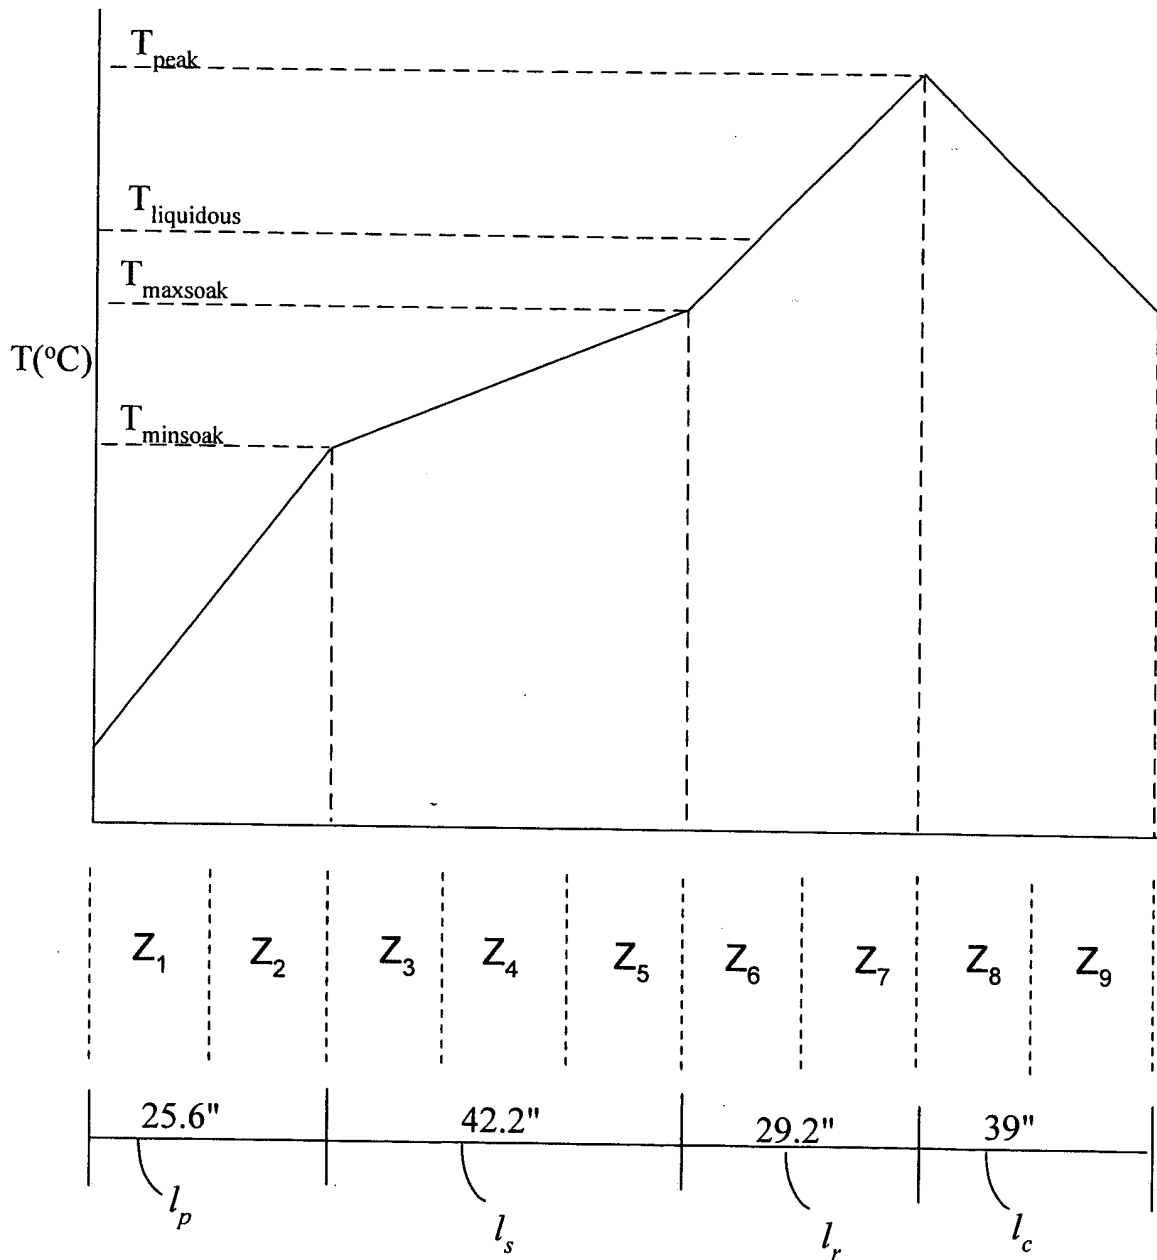 T_peak
T_liquidous
T_maxsoak
T(°C)
T_minsoak
Z_1 Z_2 Z_3 Z_4 Z_5 Z_6 Z_7 Z_8 Z_9
25.6" 42.2" 29.2" 39"
l_p l_s l_r l_c